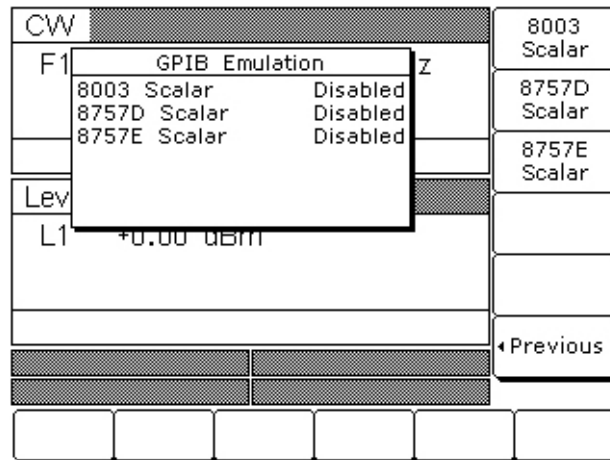 CW
F1
z
GPIB Emulation
8003 Scalar Disabled
8757D Scalar Disabled
8757E Scalar Disabled
Lev
L1 +0.00 dBm
8003
Scalar
8757D
Scalar
8757E
Scalar
Previous